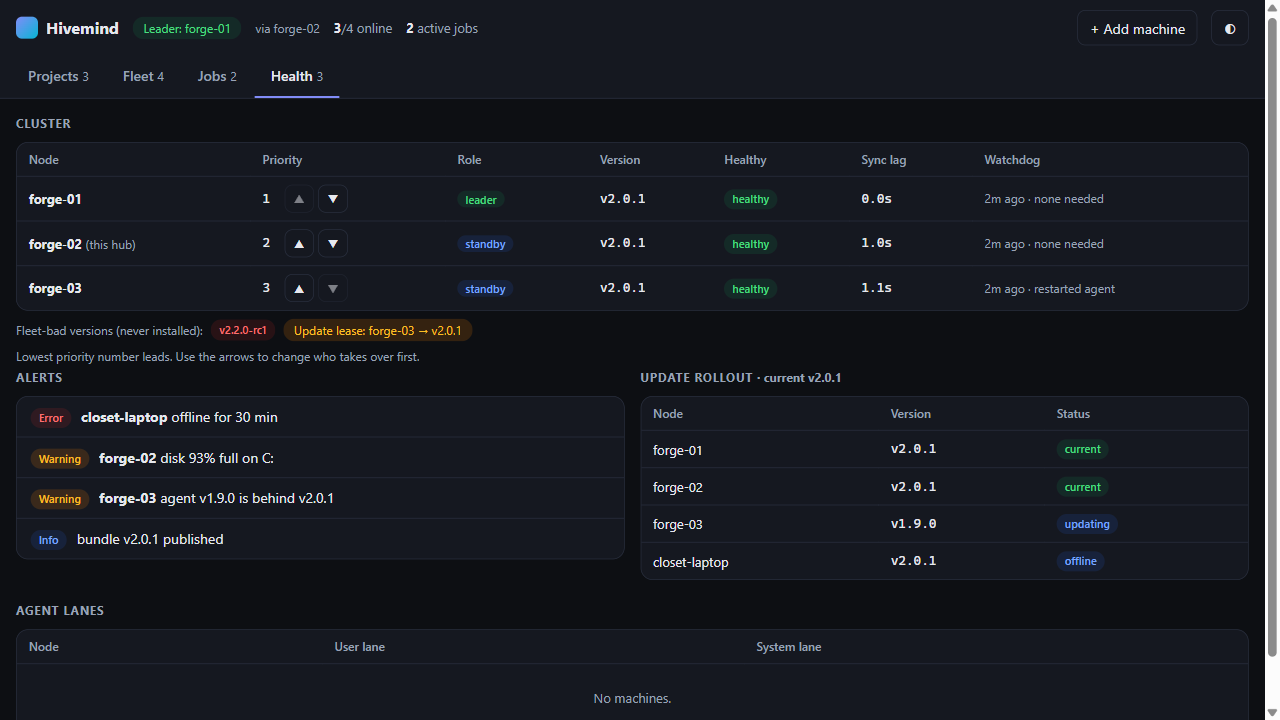 Hivemind Leader: forge-01 via forge-02 3/4 online 2 active jobs + Add machine
Projects 3 Fleet 4 Jobs 2 Health 3
CLUSTER
Node Priority Role Version Healthy Sync lag Watchdog
forge-01 1 ▲ ▼ leader v2.0.1 healthy 0.0s 2m ago · none needed
forge-02 (this hub) 2 ▲ ▼ standby v2.0.1 healthy 1.0s 2m ago · none needed
forge-03 3 ▲ ▼ standby v2.0.1 healthy 1.1s 2m ago · restarted agent
Fleet-bad versions (never installed): v2.2.0-rc1 Update lease: forge-03 → v2.0.1
Lowest priority number leads. Use the arrows to change who takes over first.
ALERTS
Error closet-laptop offline for 30 min
Warning forge-02 disk 93% full on C:
Warning forge-03 agent v1.9.0 is behind v2.0.1
Info bundle v2.0.1 published
UPDATE ROLLOUT · current v2.0.1
Node Version Status
forge-01 v2.0.1 current
forge-02 v2.0.1 current
forge-03 v1.9.0 updating
closet-laptop v2.0.1 offline
AGENT LANES
Node User lane System lane
No machines.